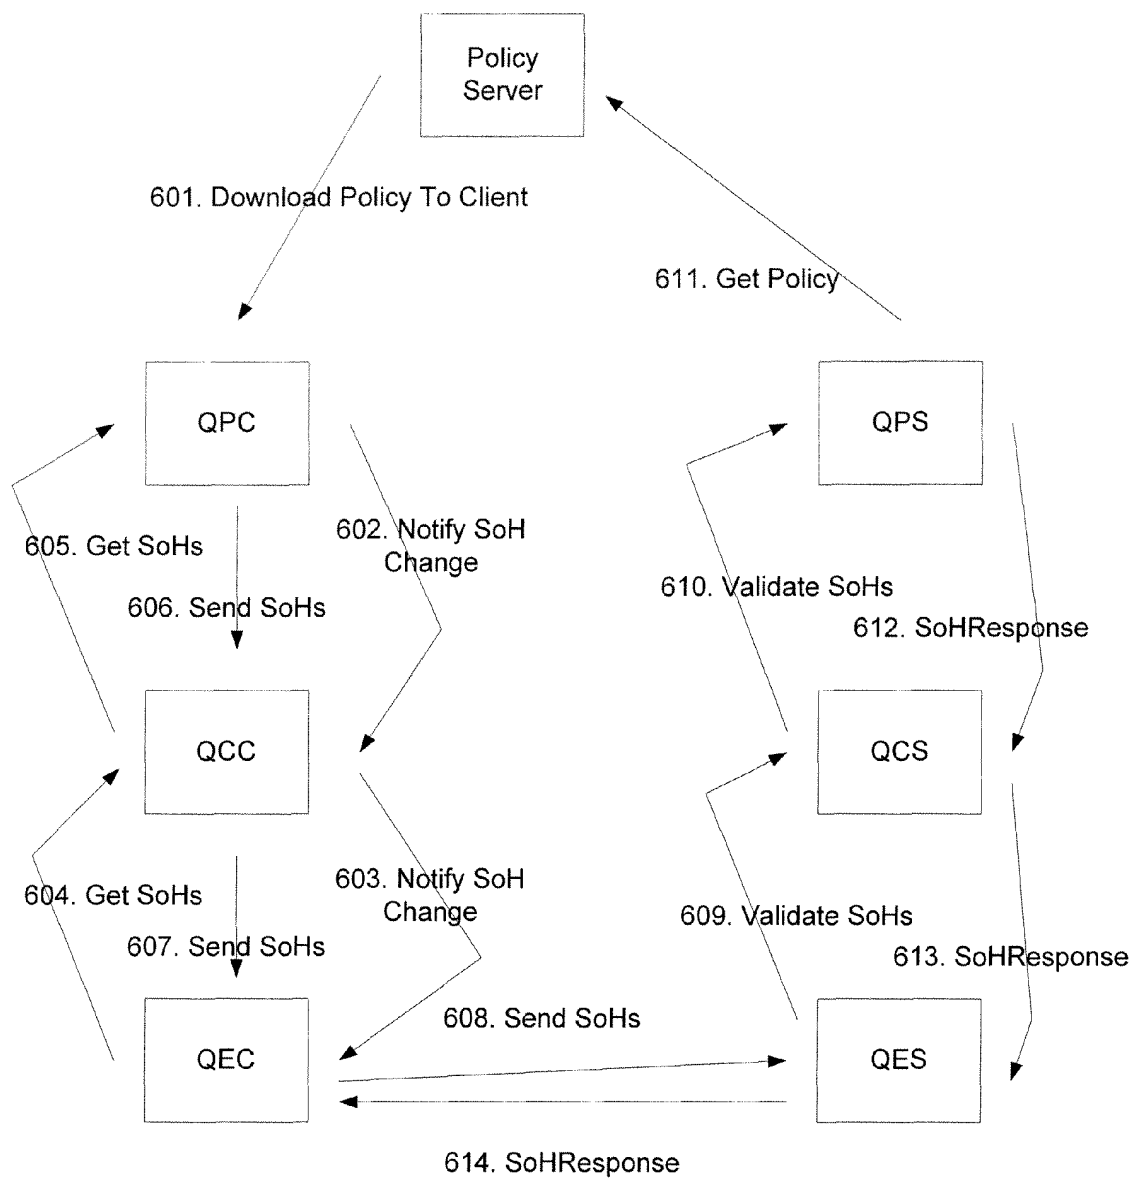 Policy
Server
601. Download Policy To Client
611. Get Policy
QPC
QPS
602. Notify SoH
Change
605. Get SoHs
606. Send SoHs
610. Validate SoHs
612. SoHResponse
QCC
QCS
603. Notify SoH
Change
604. Get SoHs
607. Send SoHs
609. Validate SoHs
613. SoHResponse
608. Send SoHs
QEC
QES
614. SoHResponse